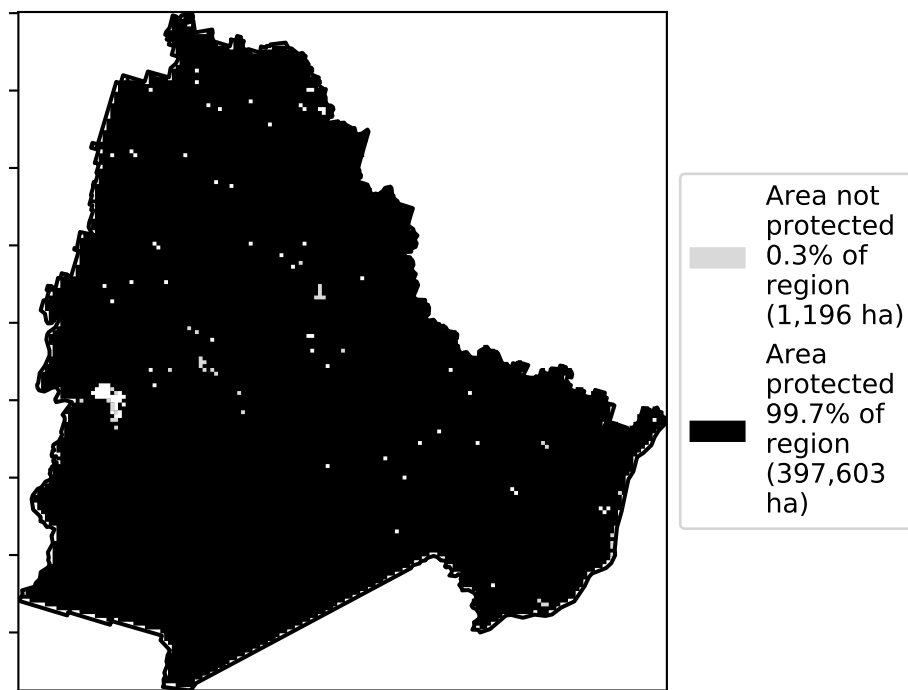 Area not
protected
0.3% of
region
(1,196 ha)
Area
protected
99.7% of
region
(397,603
ha)